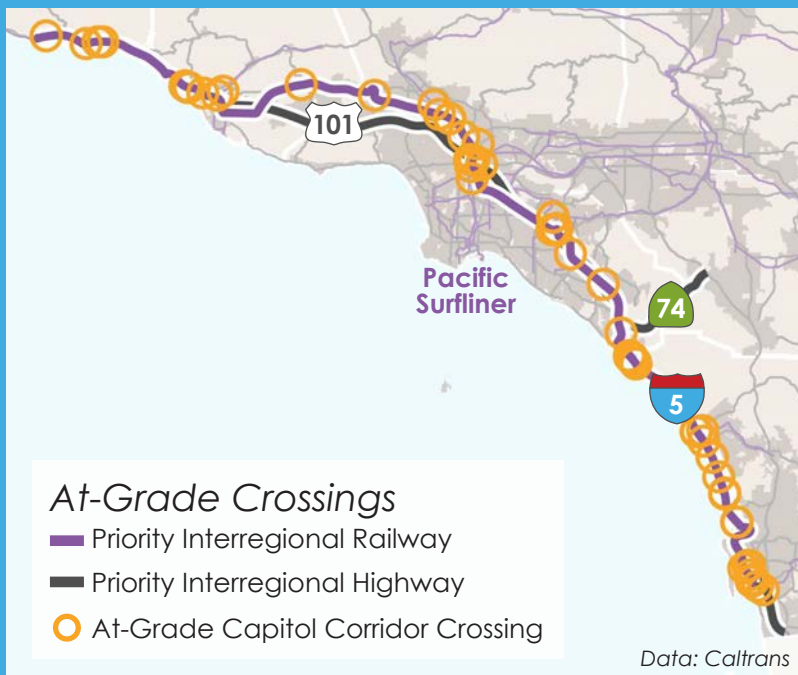 101
Pacific
Surfliner
74
5
At-Grade Crossings
Priority Interregional Railway
Priority Interregional Highway
At-Grade Capitol Corridor Crossing
Data: Caltrans